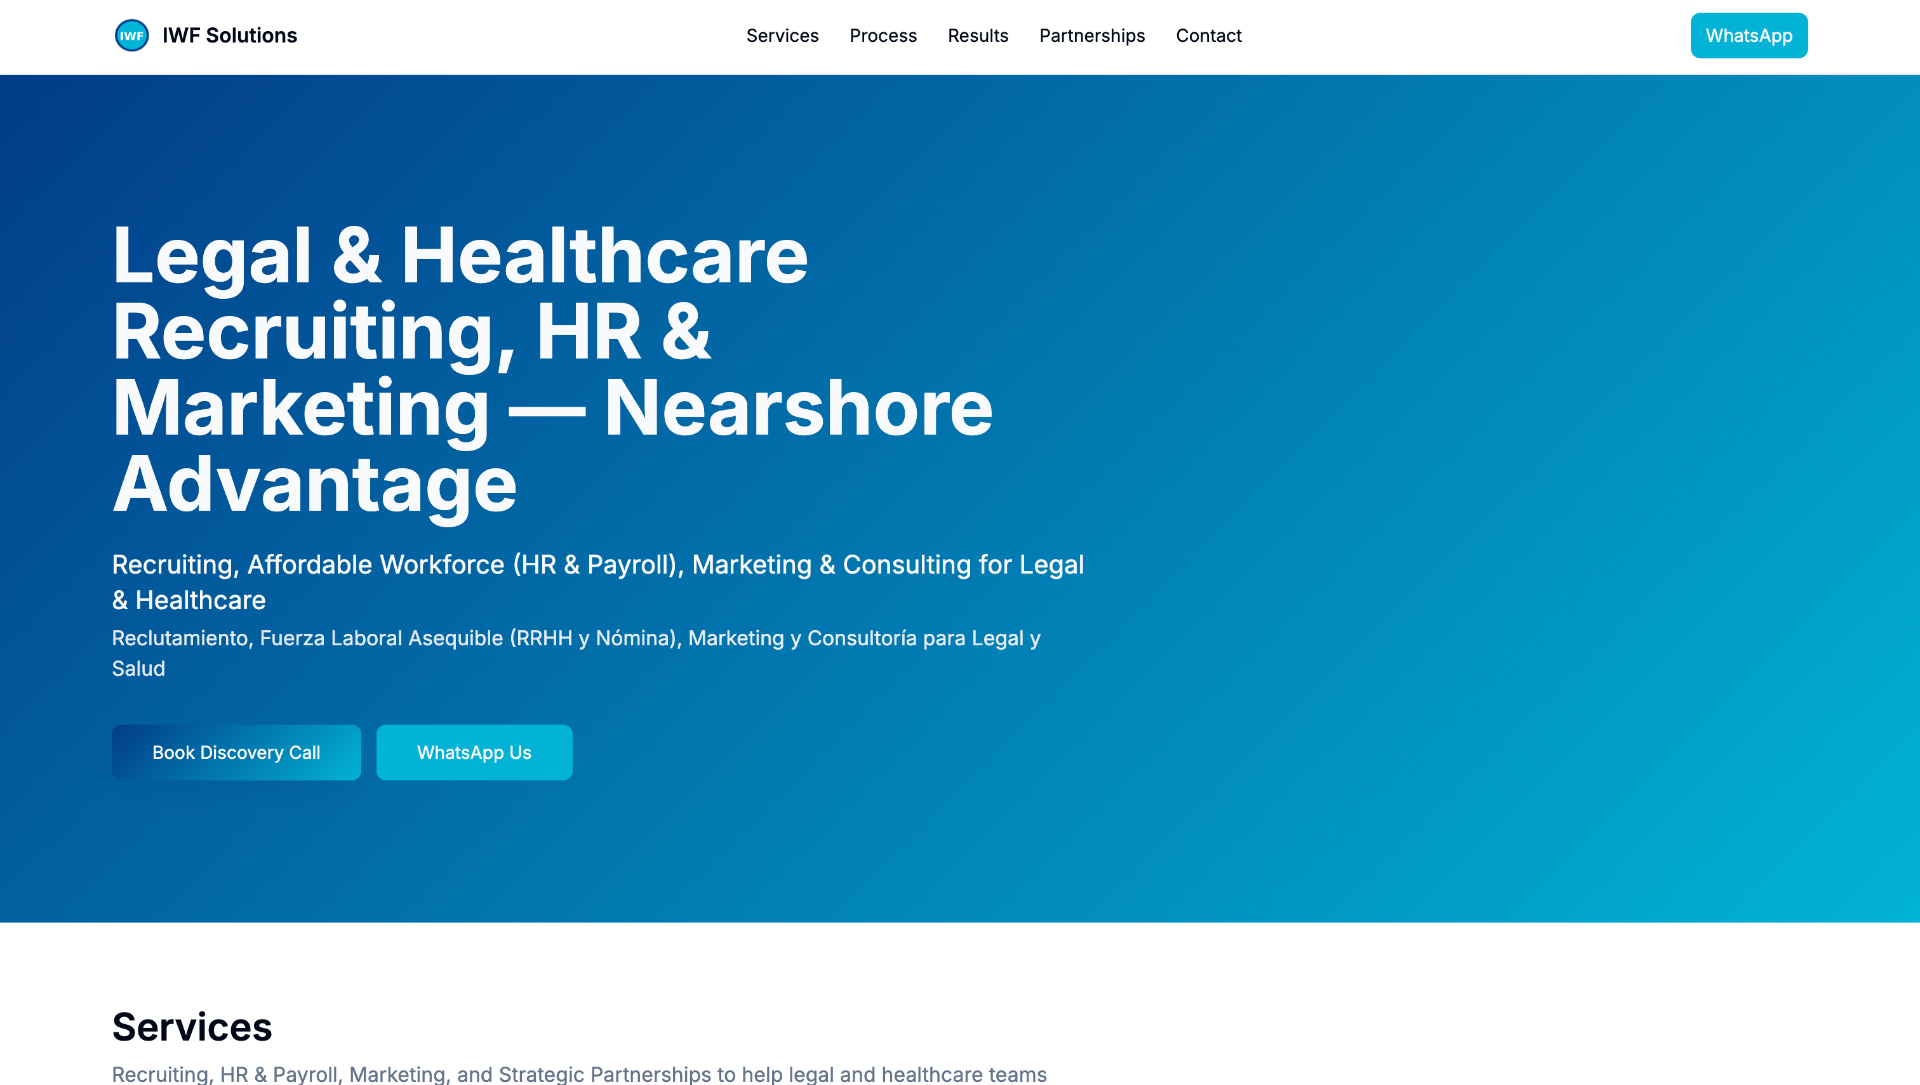 IWF
IWF Solutions
Services
Process
Results
Partnerships
Contact
WhatsApp
Legal & Healthcare
Recruiting, HR &
Marketing — Nearshore
Advantage
Recruiting, Affordable Workforce (HR & Payroll), Marketing & Consulting for Legal
& Healthcare
Reclutamiento, Fuerza Laboral Asequible (RRHH y Nómina), Marketing y Consultoría para Legal y
Salud
Book Discovery Call
WhatsApp Us
Services
Recruiting, HR & Payroll, Marketing, and Strategic Partnerships to help legal and healthcare teams